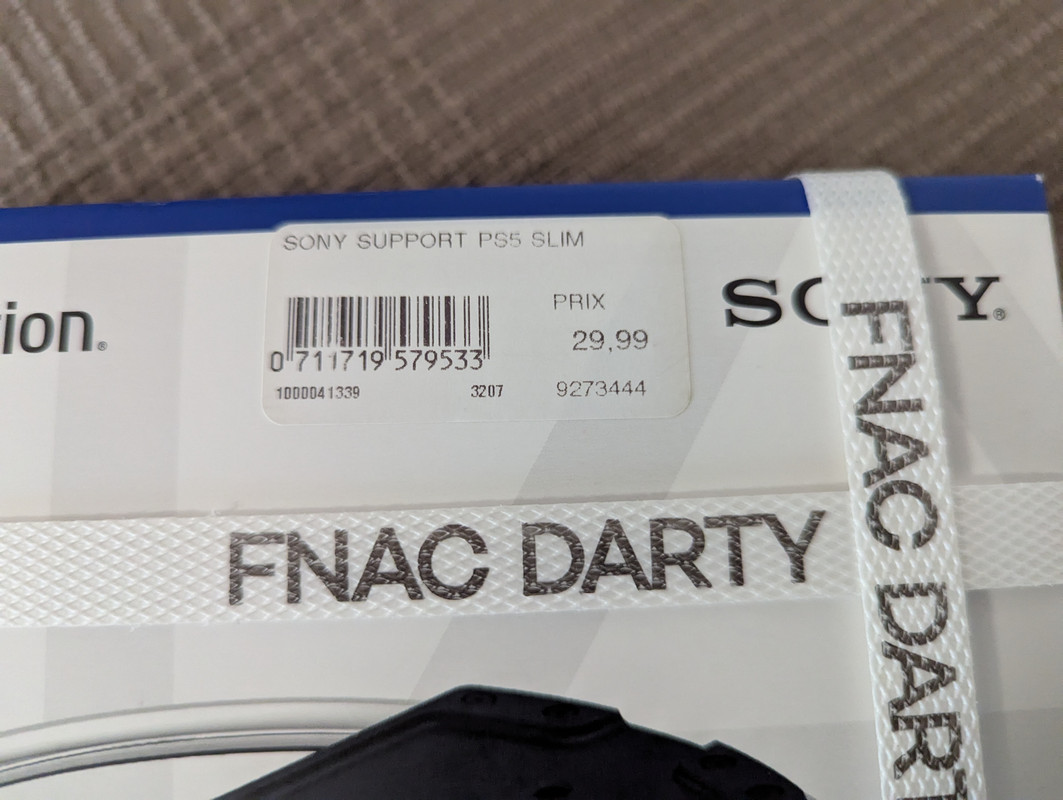 SONY SUPPORT PS5 SLIM
ion®
PRIX
29,99
0 711719 579533
1000041339 3207 9273444
SONY®
FNAC DARTY
FNAC DART